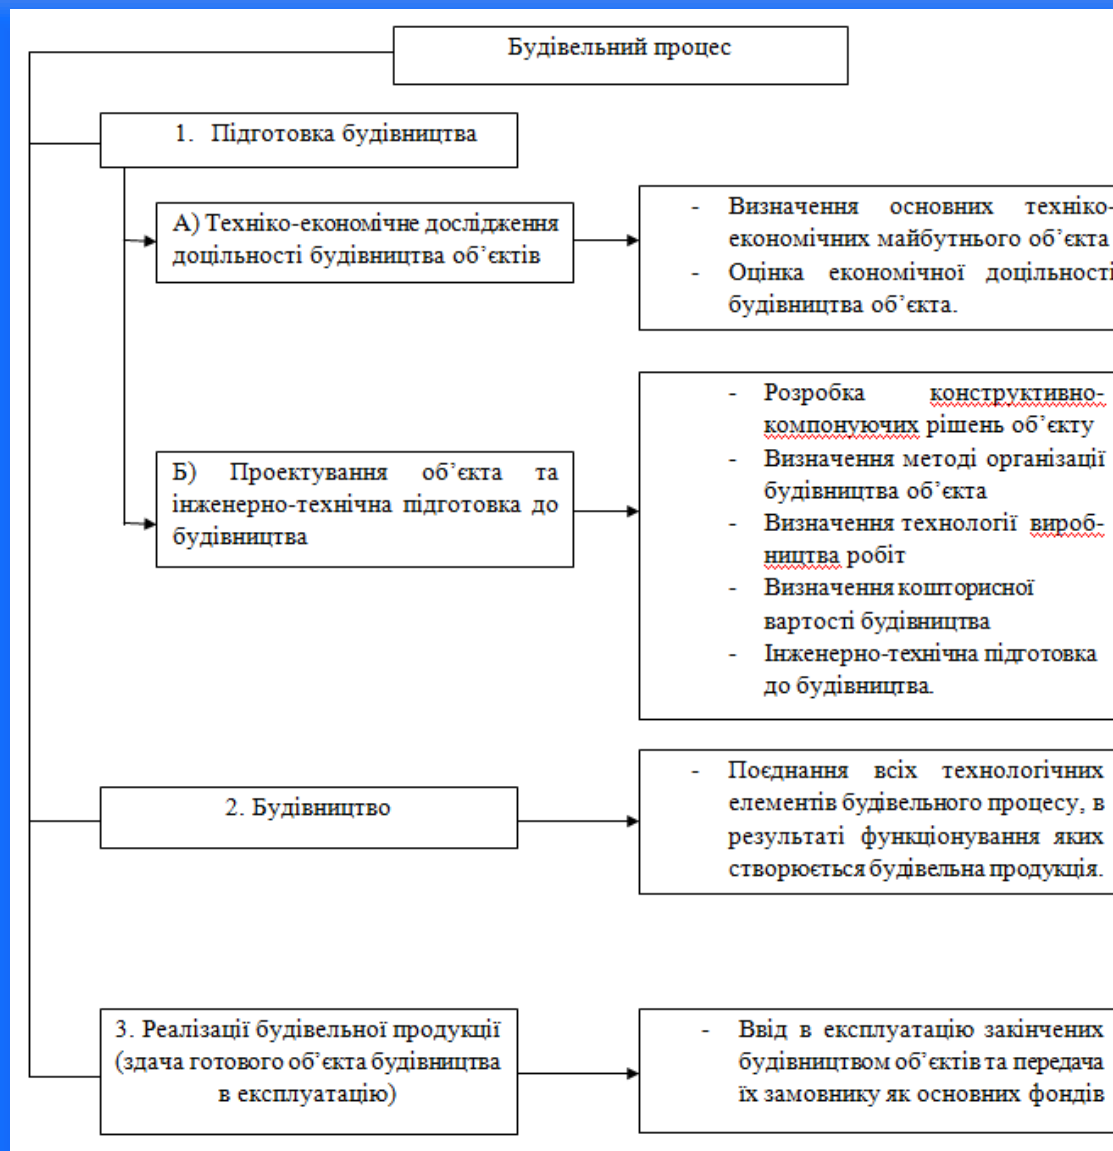 Будівельний процес
1. Підготовка будівництва
А) Техніко-економічне дослідження
доцільності будівництва об’єктів
- Визначення основних техніко-
економічних майбутнього об’єкта
- Оцінка економічної доцільності
будівництва об’єкта.
Б) Проектування об’єкта та
інженерно-технічна підготовка до
будівництва
- Розробка конструктивно-
компонуючих рішень об’єкту
- Визначення методі організації
будівництва об’єкта
- Визначення технології вироб-
ництва робіт
- Визначення кошторисної
вартості будівництва
- Інженерно-технічна підготовка
до будівництва.
2. Будівництво
- Поєднання всіх технологічних
елементів будівельного процесу, в
результаті функціонування яких
створюється будівельна продукція.
3. Реалізації будівельної продукції
(здача готового об’єкта будівництва
в експлуатацію)
- Ввід в експлуатацію закінчених
будівництвом об’єктів та передача
їх замовнику як основних фондів